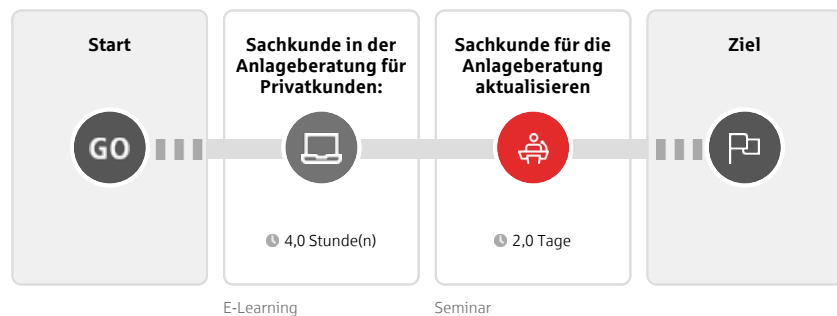 Start
GO
Sachkunde in der
Anlageberatung für
Privatkunden:
4,0 Stunde(n)
E-Learning
Sachkunde für die
Anlageberatung
aktualisieren
2,0 Tage
Seminar
Ziel